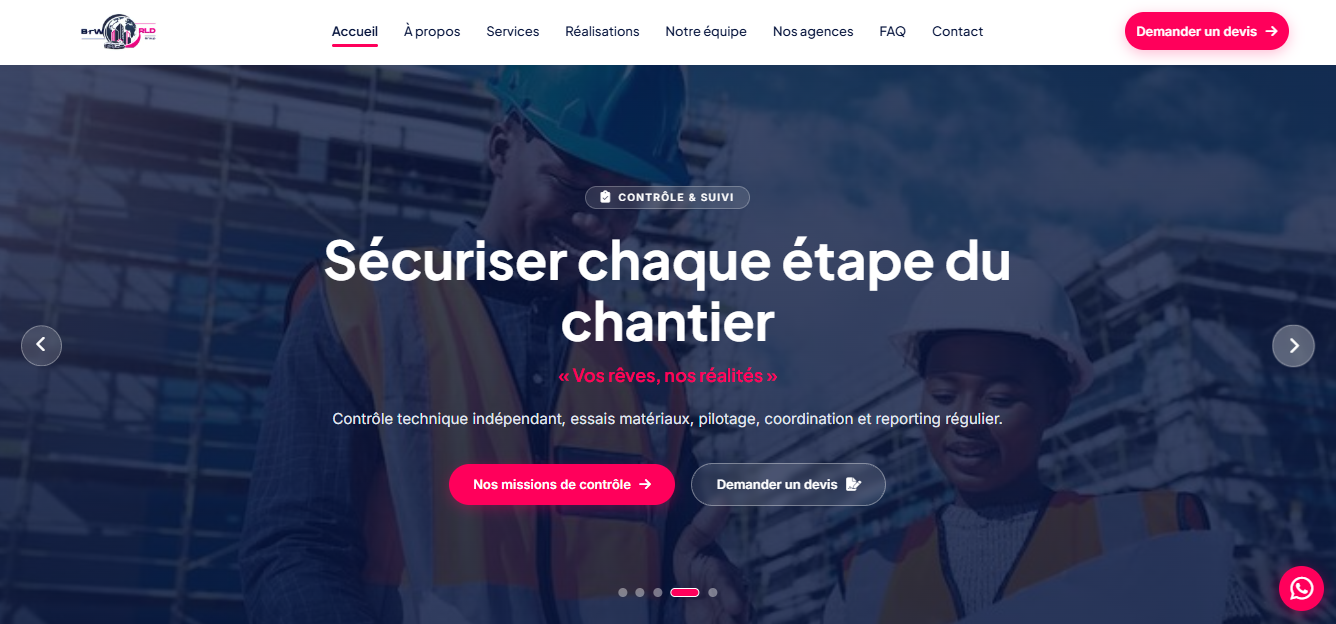 B-rW RLD
Accueil
À propos
Services
Réalisations
Notre équipe
Nos agences
FAQ
Contact
Demander un devis
CONTRÔLE & SUIVI
Sécuriser chaque étape du
chantier
« Vos rêves, nos réalités »
Contrôle technique indépendant, essais matériaux, pilotage, coordination et reporting régulier.
Nos missions de contrôle
Demander un devis